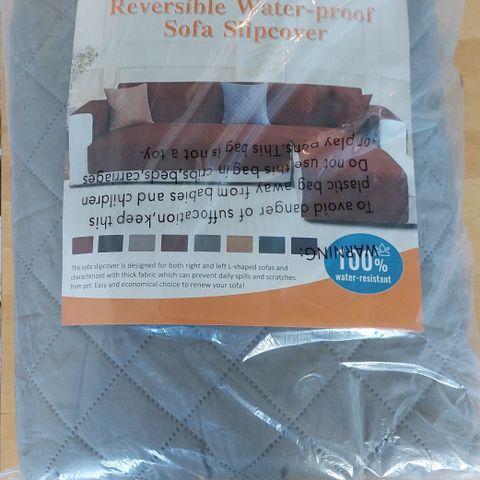 Reversible Water-proof
Sofa Slipcover
WARNING:
To avoid danger of suffocation,keep this
plastic bag away from babies and children
Do not use this bag in cribs,beds,carriages
or play pens.This bag is not a toy.
100%
water-resistant
This sofa slipcover is designed for both right and left L-shaped sofas and
characterized with thick fabric which can prevent daily spills and scratches
from pet. Easy and economical choice to renew your sofa!